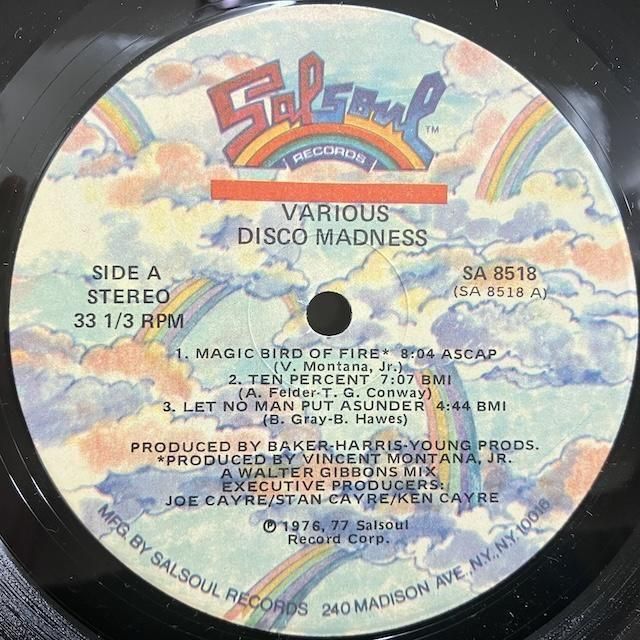 Salsoul™
RECORDS
VARIOUS
DISCO MADNESS
SIDE A
STEREO
33 1/3 RPM
SA 8518
(SA 8518 A)
1. MAGIC BIRD OF FIRE* 8:04 ASCAP
(V. Montana, Jr.)
2. TEN PERCENT 7:07 BMI
(A. Felder-T. G. Conway)
3. LET NO MAN PUT ASUNDER 4:44 BMI
(B. Gray-B. Hawes)
PRODUCED BY BAKER-HARRIS-YOUNG PRODS.
*PRODUCED BY VINCENT MONTANA, JR.
A WALTER GIBBONS MIX
EXECUTIVE PRODUCERS:
JOE CAYRE/STAN CAYRE/KEN CAYRE
℗ 1976, 77 Salsoul
Record Corp.
MFG. BY SALSOUL RECORDS 240 MADISON AVE., N.Y., N.Y. 10016